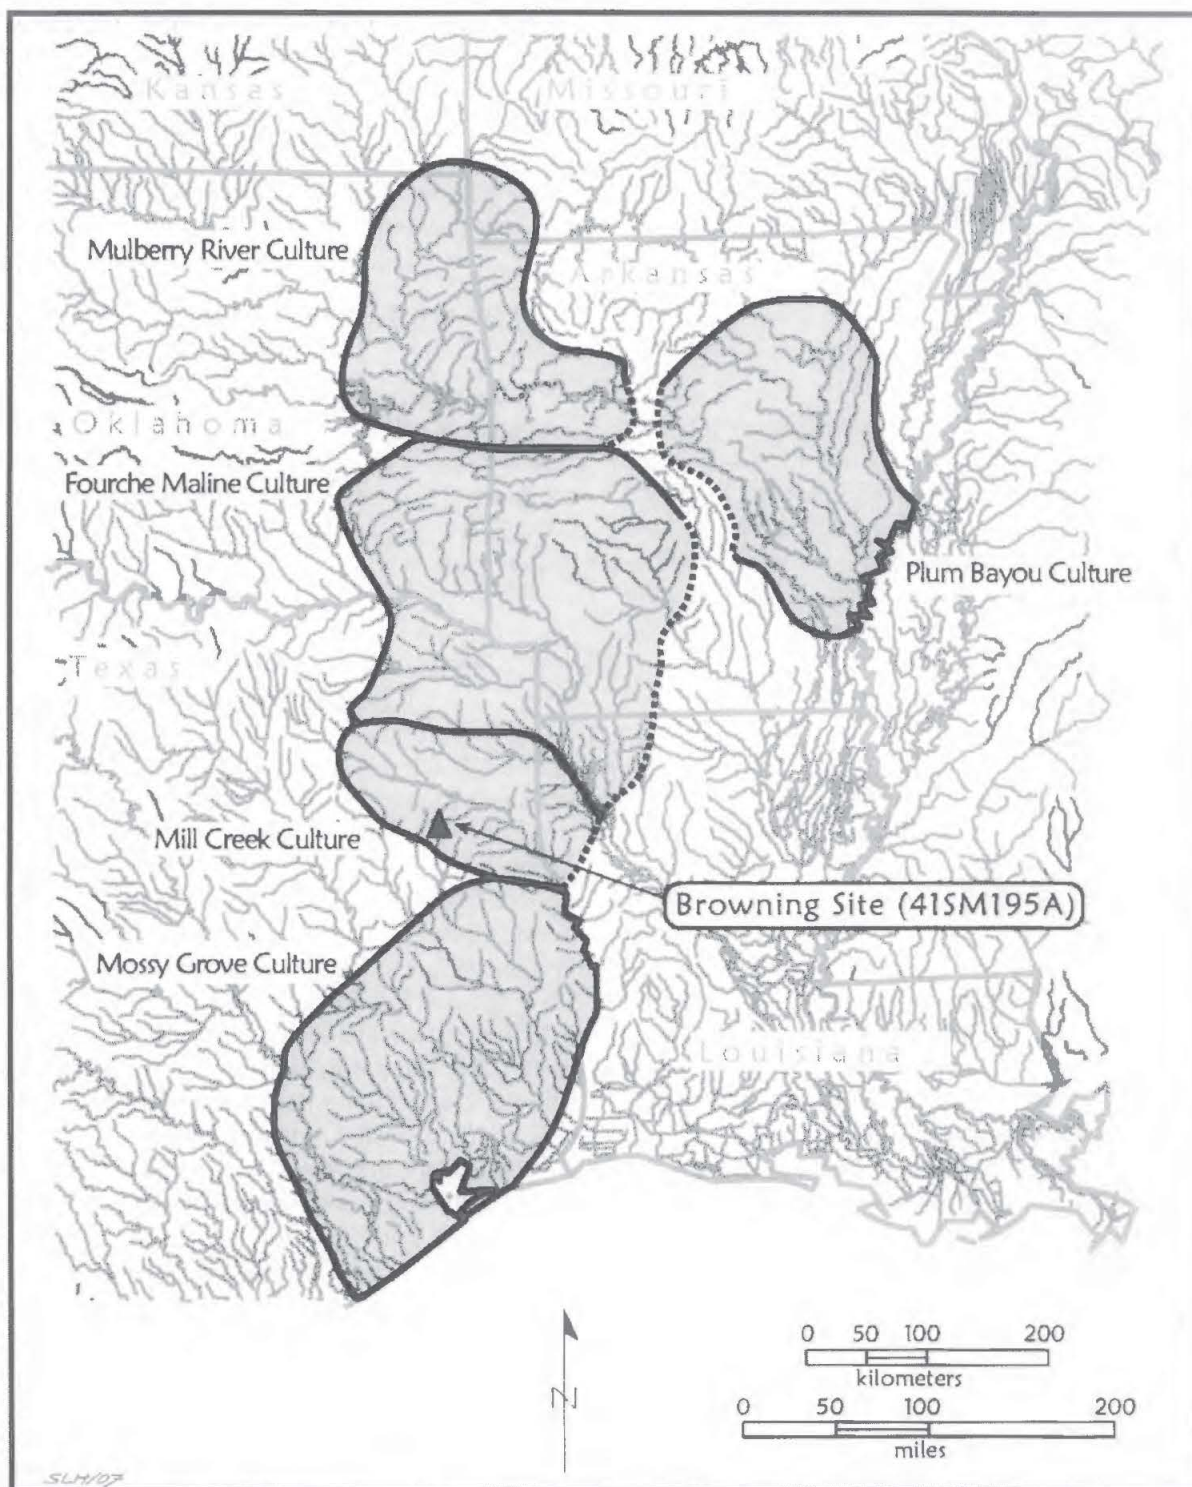 Kansas
Missouri
Mulberry River Culture
Arkansas
Oklahoma
Fourche Maline Culture
Plum Bayou Culture
Texas
Mill Creek Culture
Browning Site (41SM195A)
Mossy Grove Culture
Louisiana
0 50 100 200
kilometers
0 50 100 200
miles
N
SLH/07